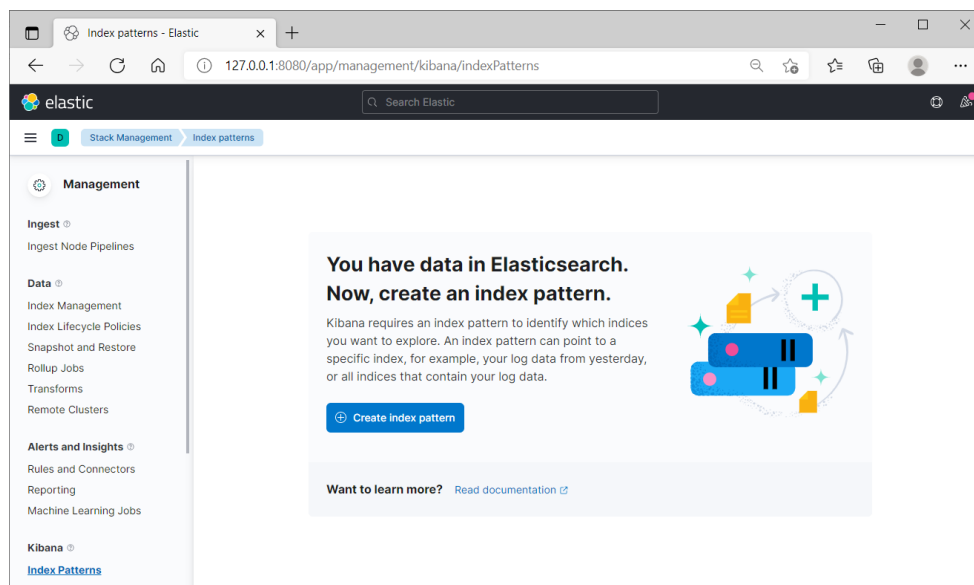 Index patterns - Elastic
127.0.0.1:8080/app/management/kibana/indexPatterns
elastic
Search Elastic
D
Stack Management
Index patterns
Management
Ingest
Ingest Node Pipelines
Data
Index Management
Index Lifecycle Policies
Snapshot and Restore
Rollup Jobs
Transforms
Remote Clusters
Alerts and Insights
Rules and Connectors
Reporting
Machine Learning Jobs
Kibana
Index Patterns
You have data in Elasticsearch.
Now, create an index pattern.
Kibana requires an index pattern to identify which indices
you want to explore. An index pattern can point to a
specific index, for example, your log data from yesterday,
or all indices that contain your log data.
Create index pattern
Want to learn more? Read documentation